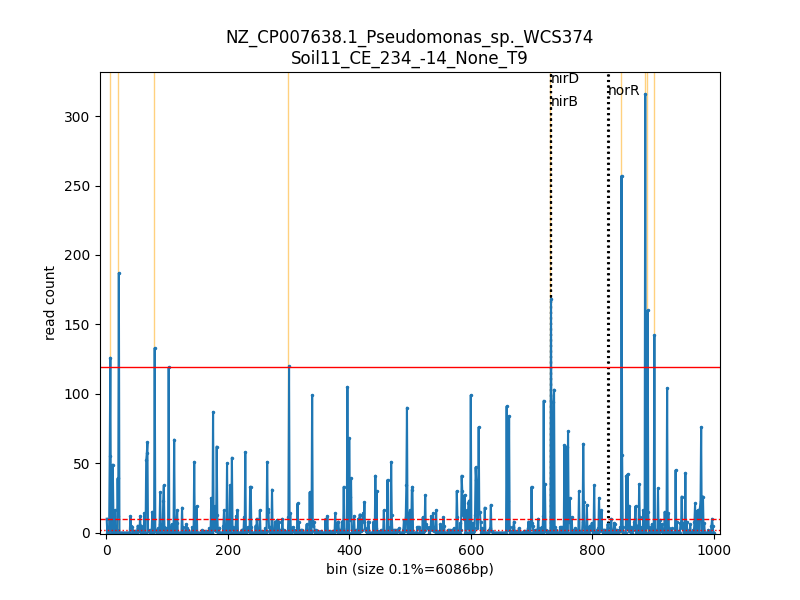 NZ_CP007638.1_Pseudomonas_sp._WCS374
Soil11_CE_234_-14_None_T9
nirD
nirB
norR
300
250
200
150
100
50
0
read count
0 200 400 600 800 1000
bin (size 0.1%=6086bp)